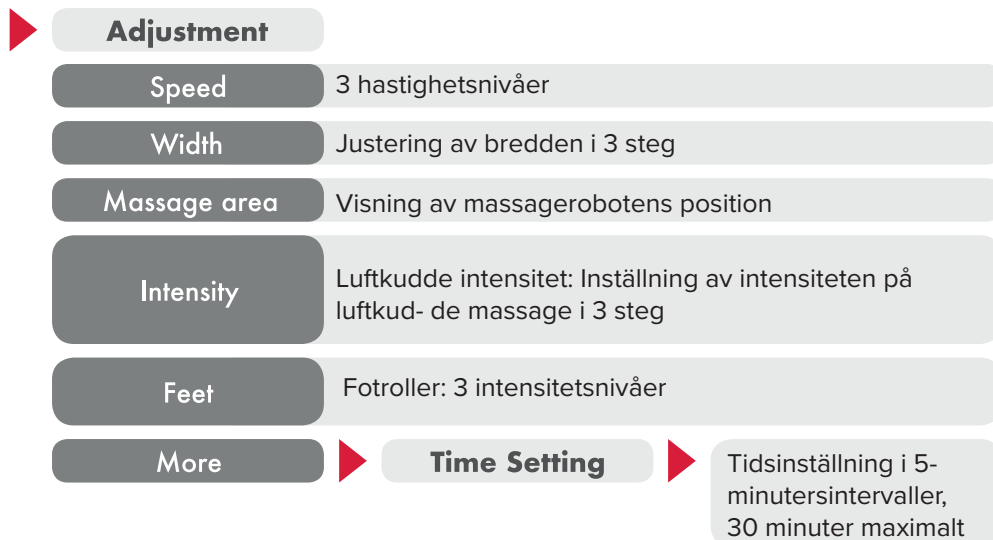 Adjustment
Speed
3 hastighetsnivåer
Width
Justering av bredden i 3 steg
Massage area
Visning av massagerobotens position
Intensity
Luftkudde intensitet: Inställning av intensiteten på
luftkud- de massage i 3 steg
Feet
Fotroller: 3 intensitetsnivåer
More
Time Setting
Tidsinställning i 5-
minutersintervaller,
30 minuter maximalt